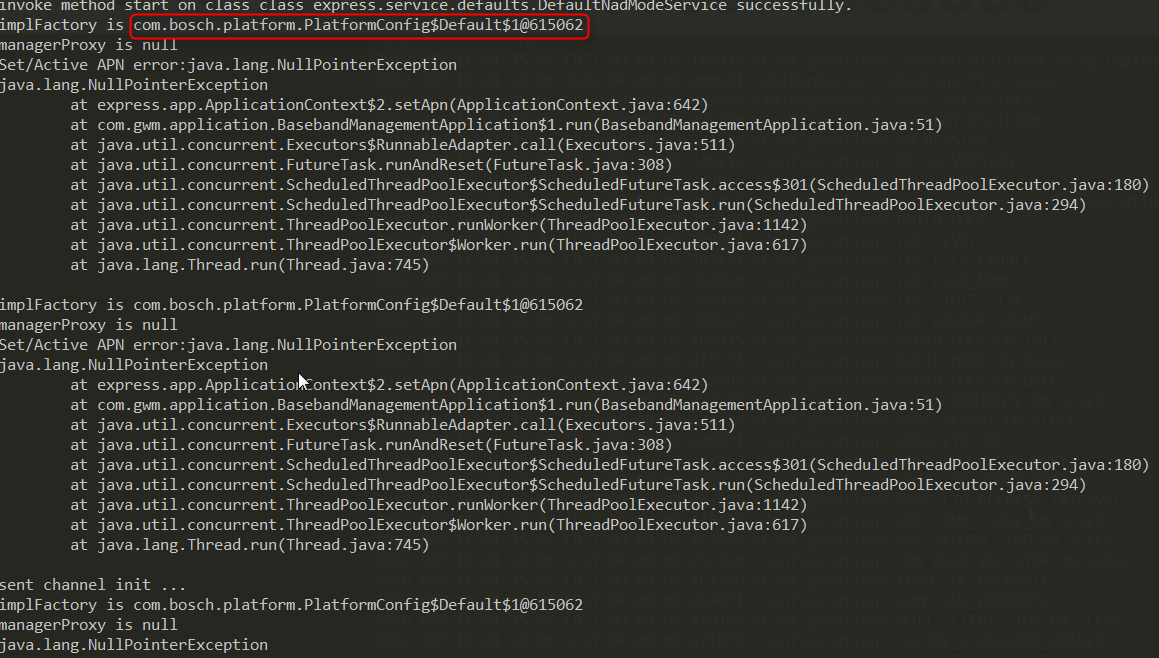 invoke method start on class class express.service.defaults.DefaultNadModeService successfully.
implFactory is com.bosch.platform.PlatformConfig$Default$1@615062
managerProxy is null
Set/Active APN error:java.lang.NullPointerException
java.lang.NullPointerException
at express.app.ApplicationContext$2.setApn(ApplicationContext.java:642)
at com.gwm.application.BasebandManagementApplication$1.run(BasebandManagementApplication.java:51)
at java.util.concurrent.Executors$RunnableAdapter.call(Executors.java:511)
at java.util.concurrent.FutureTask.runAndReset(FutureTask.java:308)
at java.util.concurrent.ScheduledThreadPoolExecutor$ScheduledFutureTask.access$301(ScheduledThreadPoolExecutor.java:180)
at java.util.concurrent.ScheduledThreadPoolExecutor$ScheduledFutureTask.run(ScheduledThreadPoolExecutor.java:294)
at java.util.concurrent.ThreadPoolExecutor.runWorker(ThreadPoolExecutor.java:1142)
at java.util.concurrent.ThreadPoolExecutor$Worker.run(ThreadPoolExecutor.java:617)
at java.lang.Thread.run(Thread.java:745)
implFactory is com.bosch.platform.PlatformConfig$Default$1@615062
managerProxy is null
Set/Active APN error:java.lang.NullPointerException
java.lang.NullPointerException
at express.app.ApplicationContext$2.setApn(ApplicationContext.java:642)
at com.gwm.application.BasebandManagementApplication$1.run(BasebandManagementApplication.java:51)
at java.util.concurrent.Executors$RunnableAdapter.call(Executors.java:511)
at java.util.concurrent.FutureTask.runAndReset(FutureTask.java:308)
at java.util.concurrent.ScheduledThreadPoolExecutor$ScheduledFutureTask.access$301(ScheduledThreadPoolExecutor.java:180)
at java.util.concurrent.ScheduledThreadPoolExecutor$ScheduledFutureTask.run(ScheduledThreadPoolExecutor.java:294)
at java.util.concurrent.ThreadPoolExecutor.runWorker(ThreadPoolExecutor.java:1142)
at java.util.concurrent.ThreadPoolExecutor$Worker.run(ThreadPoolExecutor.java:617)
at java.lang.Thread.run(Thread.java:745)
sent channel init ...
implFactory is com.bosch.platform.PlatformConfig$Default$1@615062
managerProxy is null
java.lang.NullPointerException